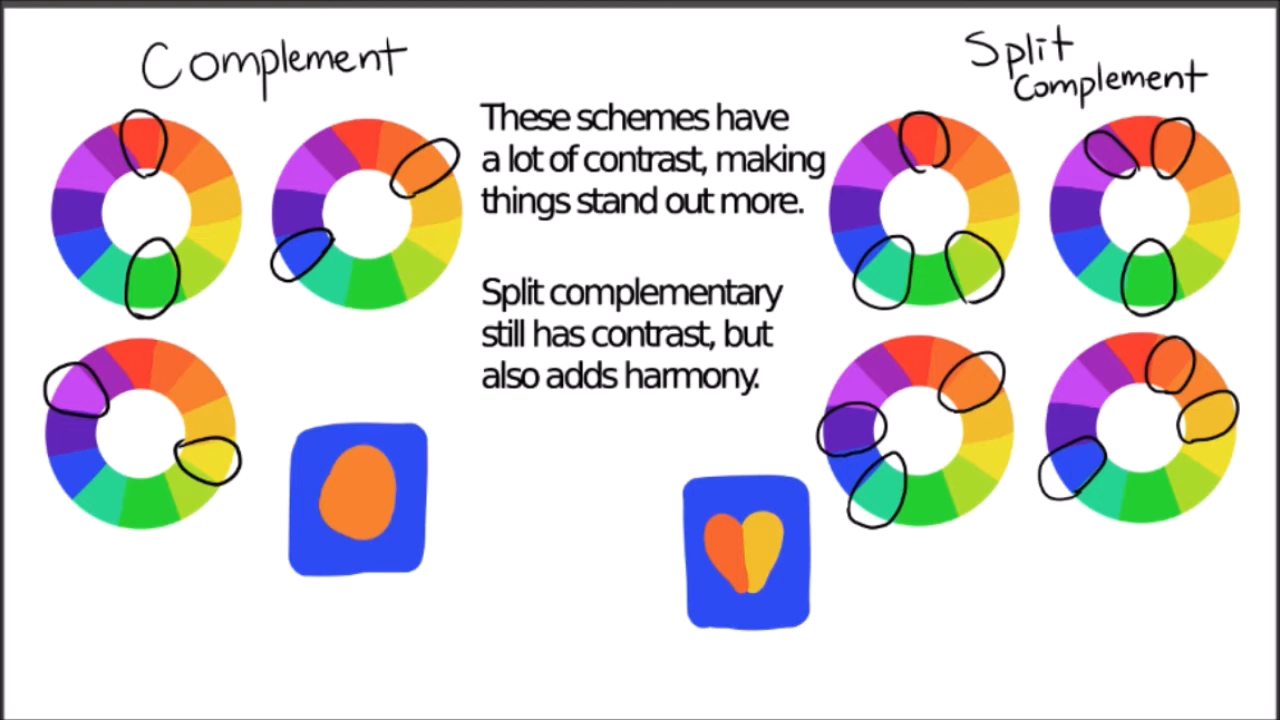 Complement
Split
Complement
These schemes have
a lot of contrast, making
things stand out more.
Split complementary
still has contrast, but
also adds harmony.